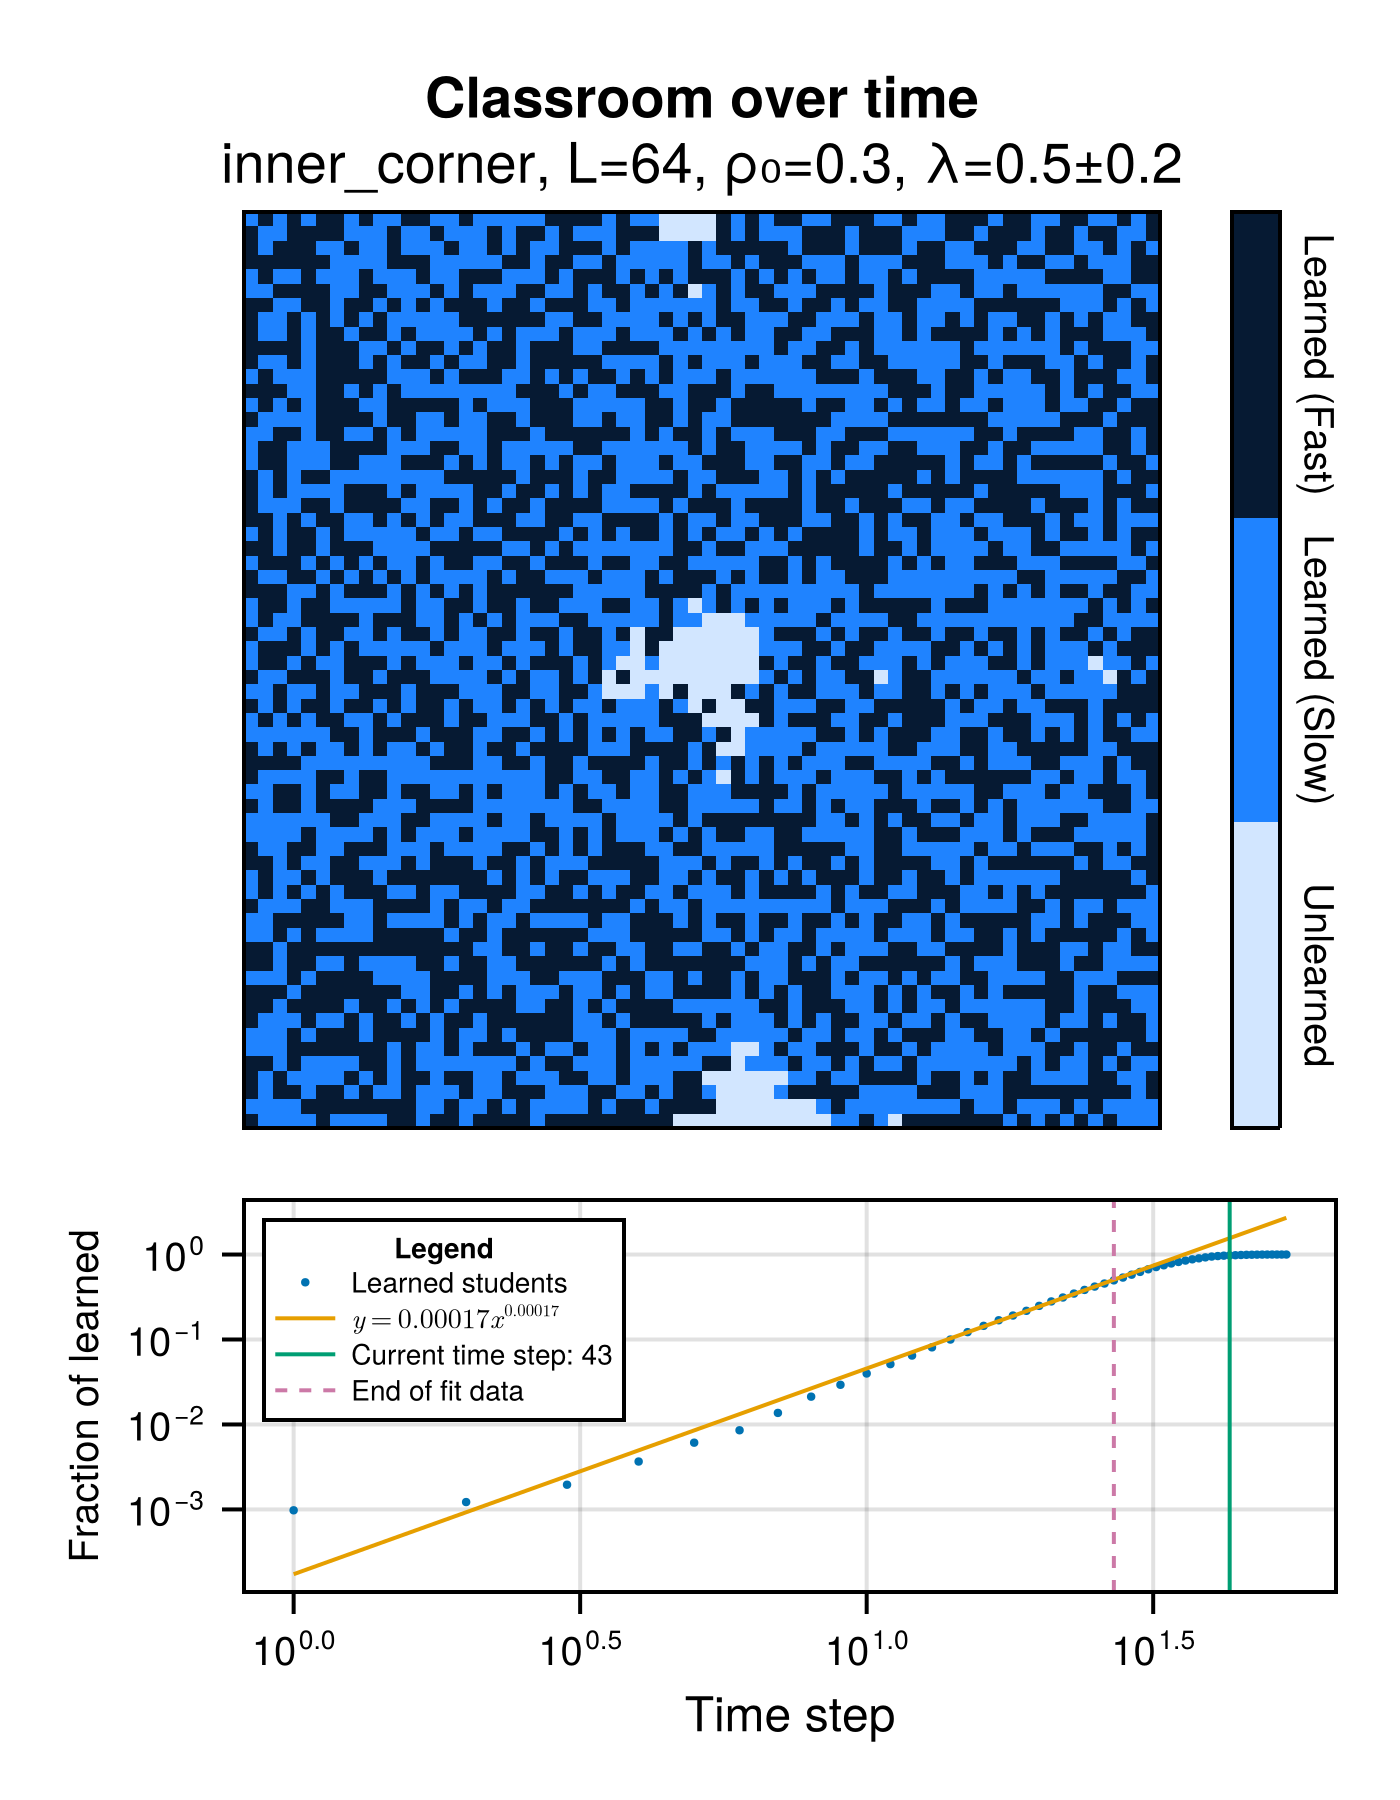 Classroom over time
inner_corner, L=64, ρ₀=0.3, λ=0.5±0.2
Learned (Fast)
Learned (Slow)
Unlearned
Fraction of learned
10⁰
10⁻¹
10⁻²
10⁻³
Legend
Learned students
y = 0.00017x^0.00017
Current time step: 43
End of fit data
10^0.0
10^0.5
10^1.0
10^1.5
Time step